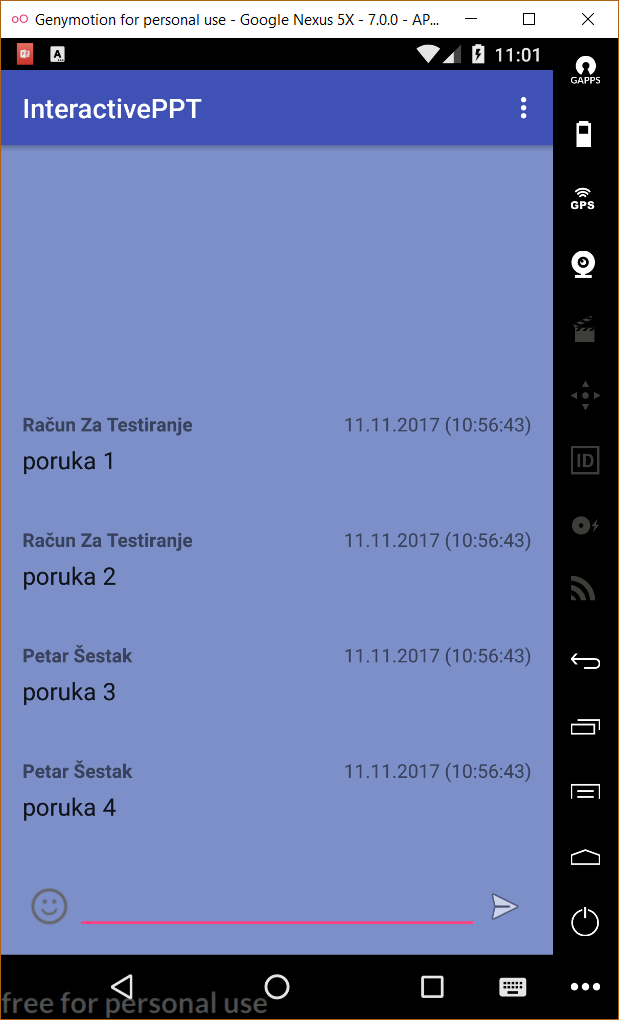 Genymotion for personal use - Google Nexus 5X - 7.0.0 - AP...
A
11:01
GAPPS
InteractivePPT
GPS
Račun Za Testiranje 11.11.2017 (10:56:43)
poruka 1
ID
Račun Za Testiranje 11.11.2017 (10:56:43)
poruka 2
Petar Šestak 11.11.2017 (10:56:43)
poruka 3
Petar Šestak 11.11.2017 (10:56:43)
poruka 4
free for personal use